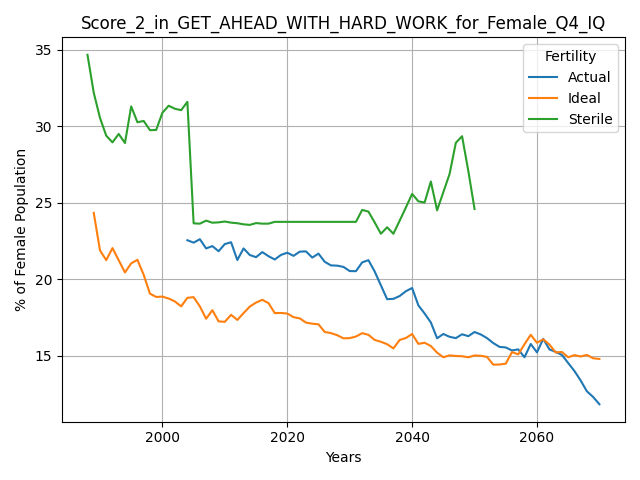 Score_2_in_GET_AHEAD_WITH_HARD_WORK_for_Female_Q4_IQ
Fertility
Actual
Ideal
Sterile
% of Female Population
35
30
25
20
15
2000
2020
2040
2060
Years